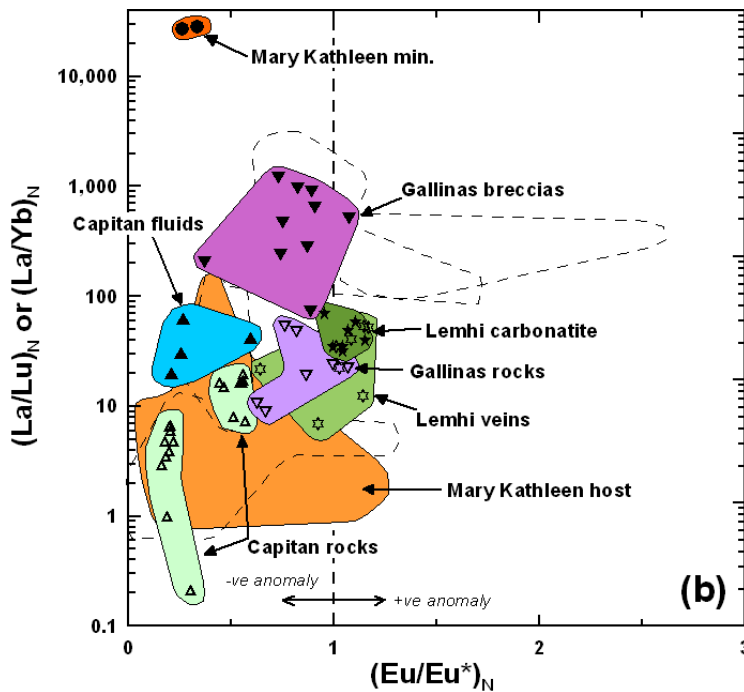 10,000
Mary Kathleen min.
1,000
Gallinas breccias
Capitan fluids
100
Lemhi carbonatite
Gallinas rocks
10
Lemhi veins
Mary Kathleen host
1
Capitan rocks
-ve anomaly
+ve anomaly
(b)
0.1
0
1
2
3
(La/Lu)N or (La/Yb)N
(Eu/Eu*)N